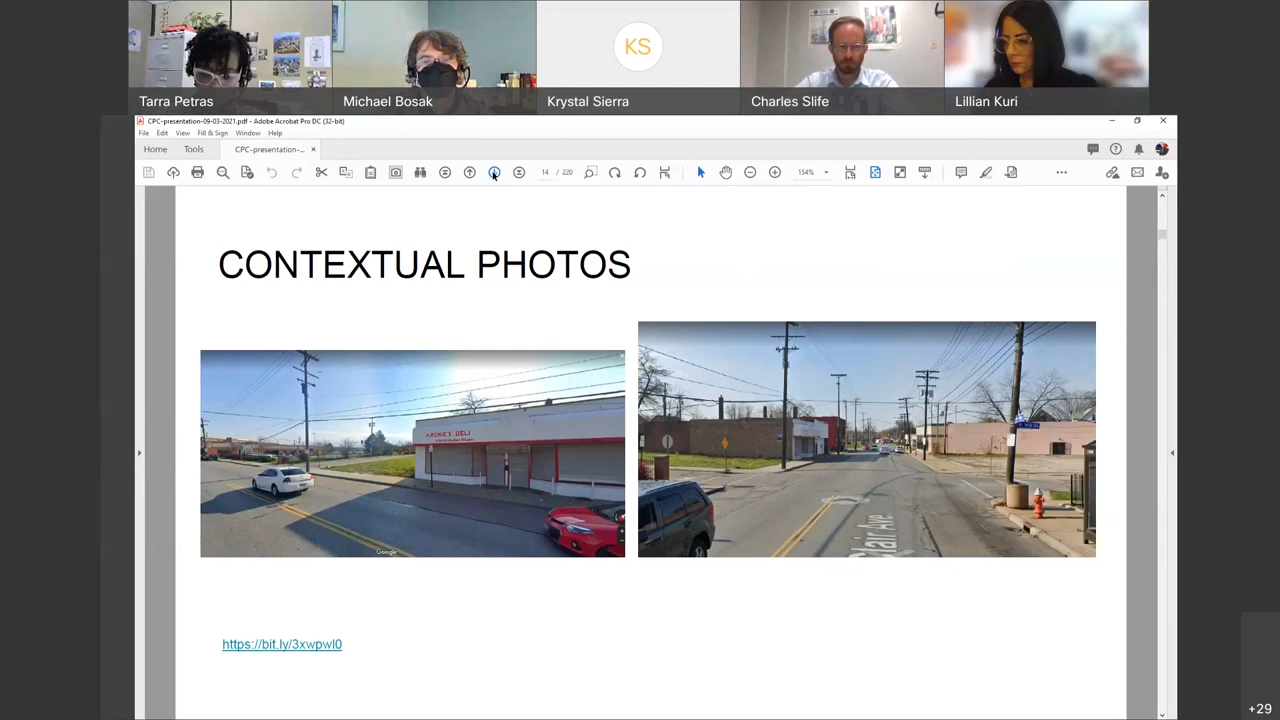 KS
Tarra Petras
Michael Bosak
Krystal Sierra
Charles Slife
Lillian Kuri
CPC-presentation-09-03-2021.pdf - Adobe Acrobat Pro DC (32-bit)
File Edit View Fill & Sign Window Help
Home Tools CPC-presentation-... ×
14 / 220 154%
CONTEXTUAL PHOTOS
ARCHIE'S DELI
Google
Clair Ave
https://bit.ly/3xwpwl0
+29